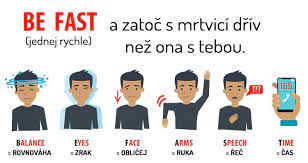 BE FAST
(jednej rychle)
a zatoč s mrtvicí dřív
než ona s tebou.
BALANCE
= ROVNOVÁHA
EYES
= ZRAK
FACE
= OBLIČEJ
ARMS
= RUKA
SPEECH
= ŘEČ
155
TIME
= ČAS